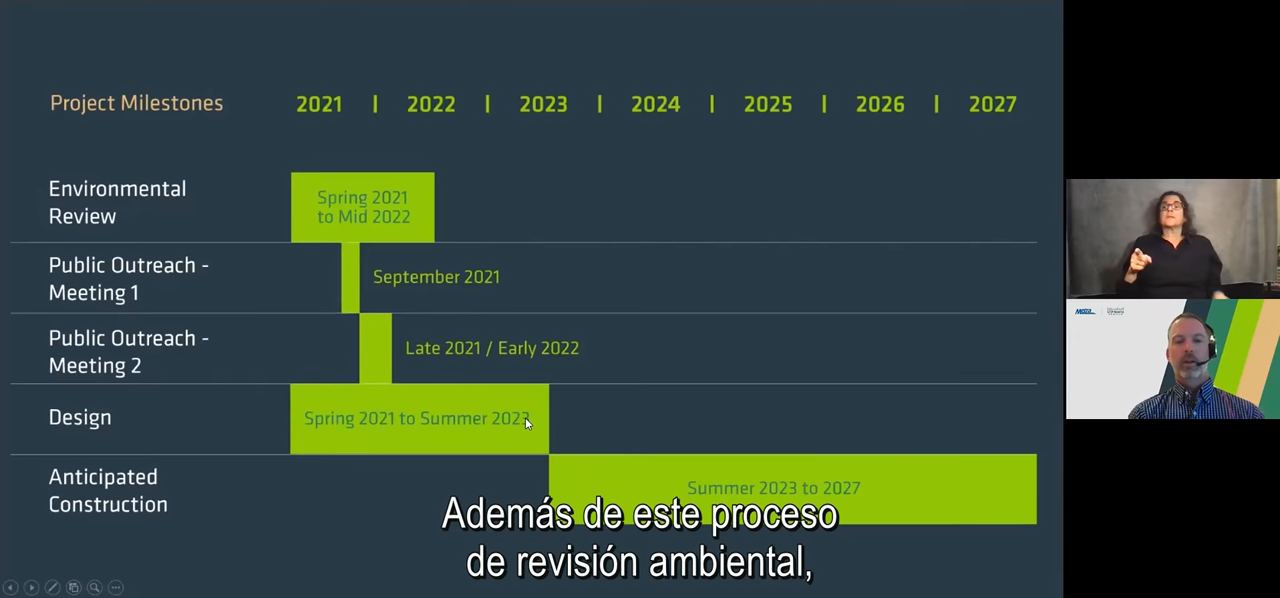 Project Milestones
2021 | 2022 | 2023 | 2024 | 2025 | 2026 | 2027
Environmental
Review
Spring 2021
to Mid 2022
Public Outreach -
Meeting 1
September 2021
Public Outreach -
Meeting 2
Late 2021 / Early 2022
Design
Spring 2021 to Summer 2023
Anticipated
Construction
Summer 2023 to 2027
Además de este proceso
de revisión ambiental,